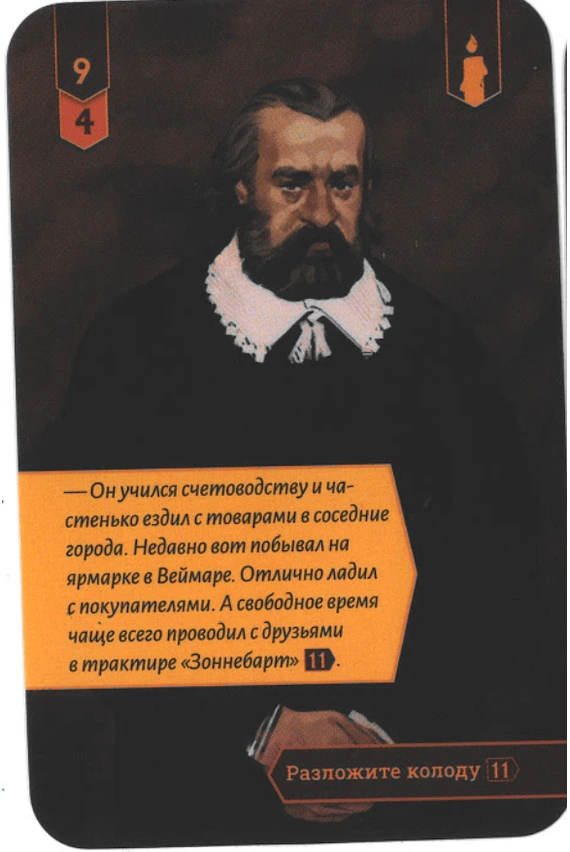 9
4
— Он учился счетоводству и ча-
стенько ездил с товарами в соседние
города. Недавно вот побывал на
ярмарке в Веймаре. Отлично ладил
с покупателями. А свободное время
чаще всего проводил с друзьями
в трактире «Зоннебарт» 11.
Разложите колоду 11